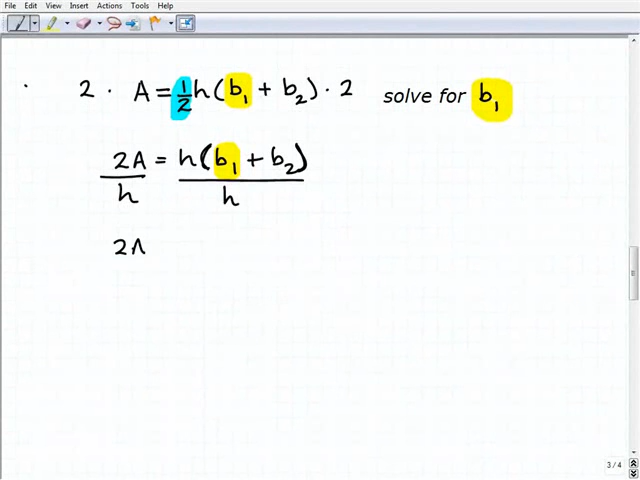 File Edit View Insert Actions Tools Help
2 · A = 1/2 h(b₁ + b₂) · 2 solve for b₁
2A/h = h(b₁ + b₂)/h
2A
3 / 4